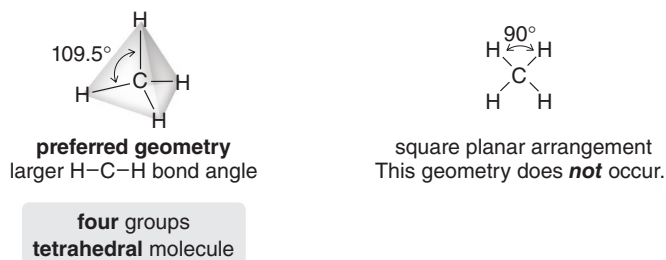 H
109.5°
C
H
H
H
preferred geometry
larger H–C–H bond angle
four groups
tetrahedral molecule
90°
H H
C
H H
square planar arrangement
This geometry does not occur.